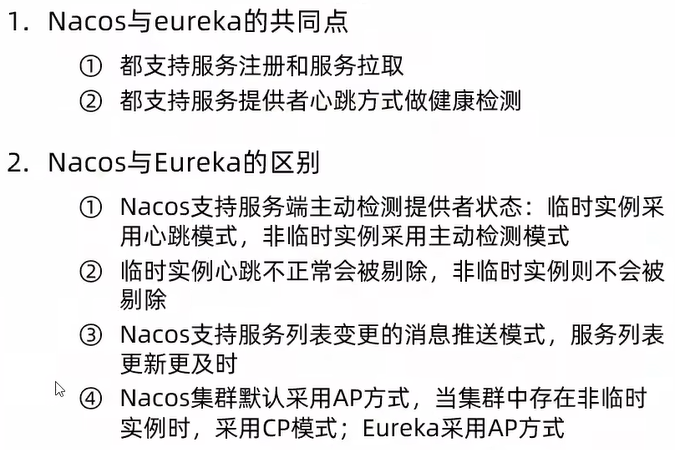 1. Nacos与eureka的共同点
① 都支持服务注册和服务拉取
② 都支持服务提供者心跳方式做健康检测
2. Nacos与Eureka的区别
① Nacos支持服务端主动检测提供者状态：临时实例采
用心跳模式，非临时实例采用主动检测模式
② 临时实例心跳不正常会被剔除，非临时实例则不会被
剔除
③ Nacos支持服务列表变更的消息推送模式，服务列表
更新更及时
④ Nacos集群默认采用AP方式，当集群中存在非临时
实例时，采用CP模式；Eureka采用AP方式